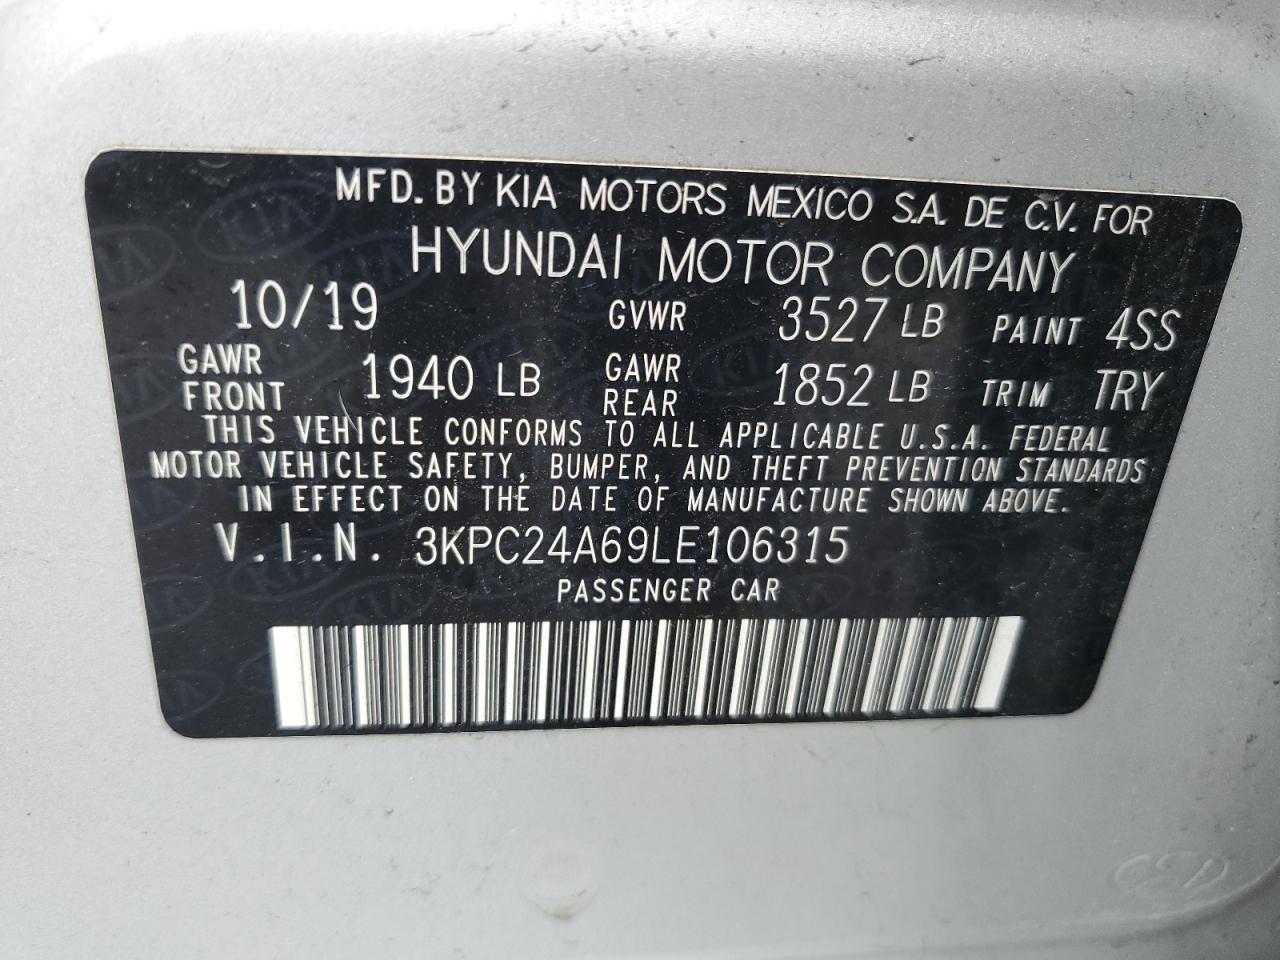 MFD. BY KIA MOTORS MEXICO S.A. DE C.V. FOR
HYUNDAI MOTOR COMPANY
10/19 GVWR 3527 LB PAINT 4SS
GAWR FRONT 1940 LB GAWR REAR 1852 LB TRIM TRY
THIS VEHICLE CONFORMS TO ALL APPLICABLE U.S.A. FEDERAL
MOTOR VEHICLE SAFETY, BUMPER, AND THEFT PREVENTION STANDARDS
IN EFFECT ON THE DATE OF MANUFACTURE SHOWN ABOVE.
V.I.N. 3KPC24A69LE106315
PASSENGER CAR